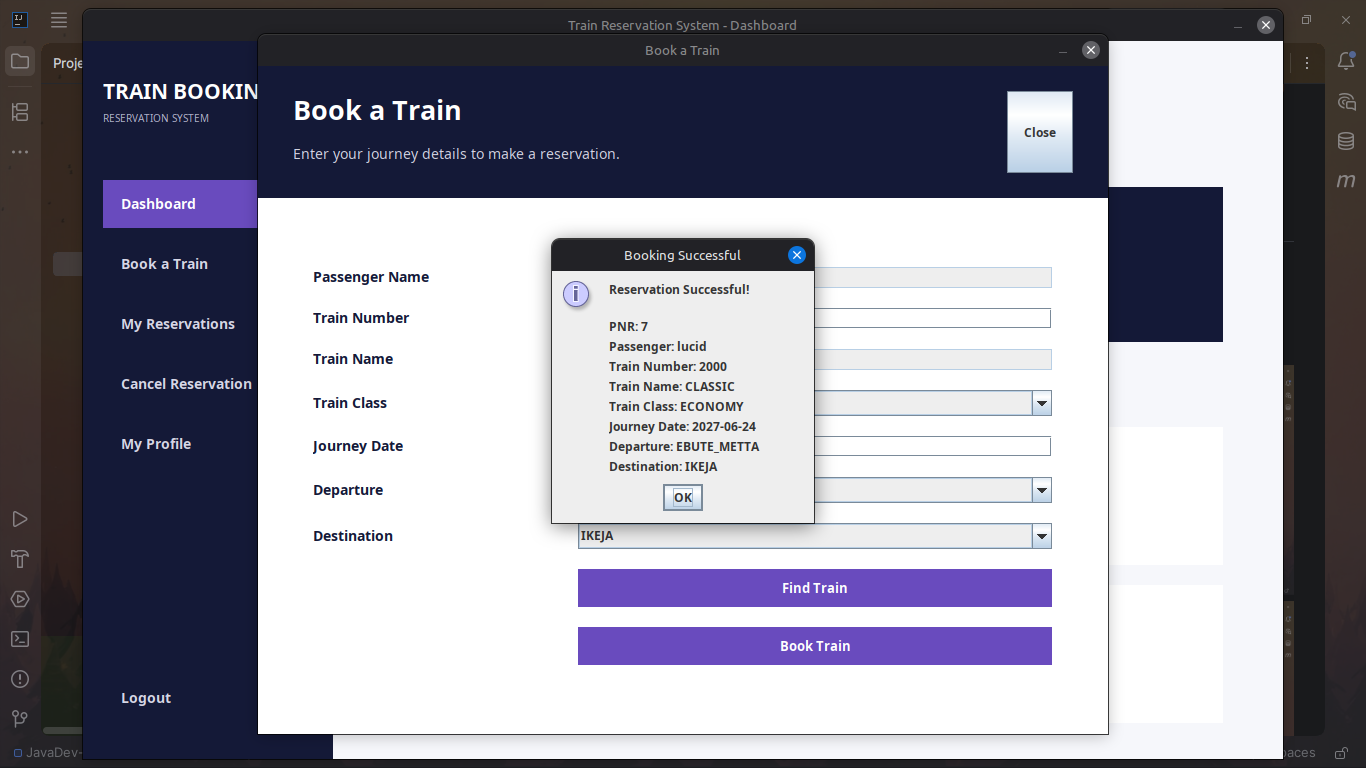 Train Reservation System - Dashboard
Book a Train
Proje
TRAIN BOOKIN
RESERVATION SYSTEM
Dashboard
Book a Train
My Reservations
Cancel Reservation
My Profile
Logout
Book a Train
Enter your journey details to make a reservation.
Close
Passenger Name
Train Number
Train Name
Train Class
Journey Date
Departure
Destination
IKEJA
Find Train
Book Train
Booking Successful
Reservation Successful!
PNR: 7
Passenger: lucid
Train Number: 2000
Train Name: CLASSIC
Train Class: ECONOMY
Journey Date: 2027-06-24
Departure: EBUTE_METTA
Destination: IKEJA
OK
JavaDev-
paces